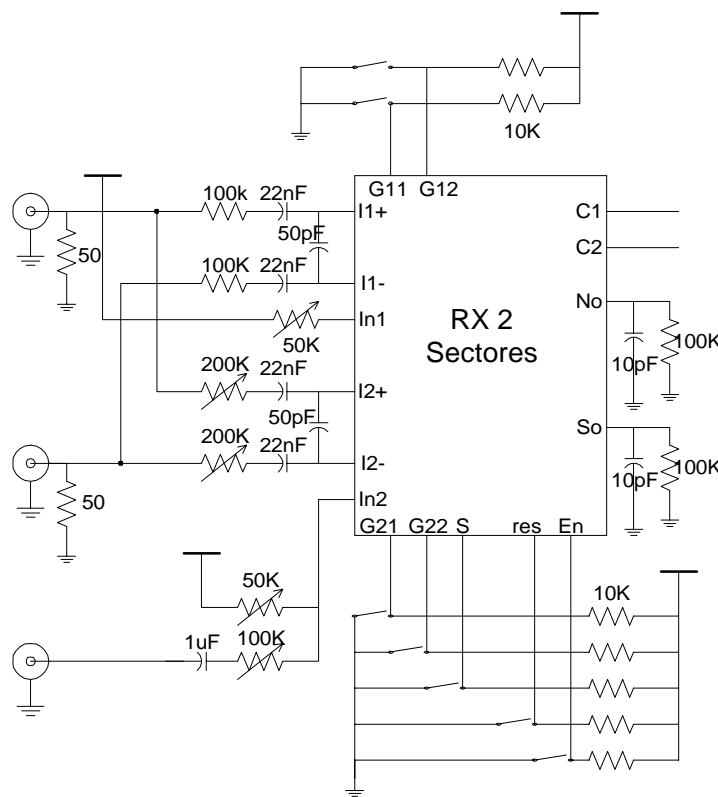 10K
G11 G12
100k 22nF
I1+
C1
50
50pF
C2
100K 22nF
I1-
In1
No
RX 2
Sectores
50K
100K
10pF
200K 22nF
I2+
50pF
So
200K 22nF
I2-
100K
10pF
50
In2
G21 G22 S res En
50K
10K
1uF 100K